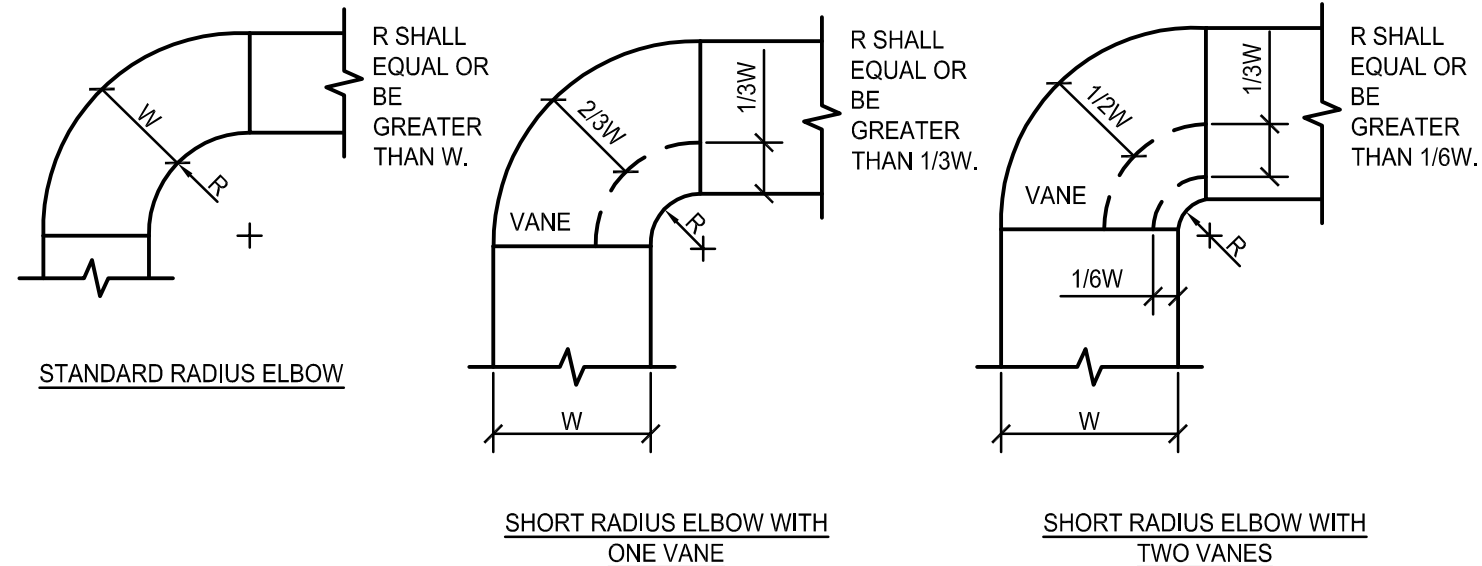 W
R
R SHALL
EQUAL OR
BE
GREATER
THAN W.
STANDARD RADIUS ELBOW
2/3W
1/3W
VANE
R
W
R SHALL
EQUAL OR
BE
GREATER
THAN 1/3W.
SHORT RADIUS ELBOW WITH
ONE VANE
1/2W
1/3W
VANE
R
1/6W
W
R SHALL
EQUAL OR
BE
GREATER
THAN 1/6W.
SHORT RADIUS ELBOW WITH
TWO VANES